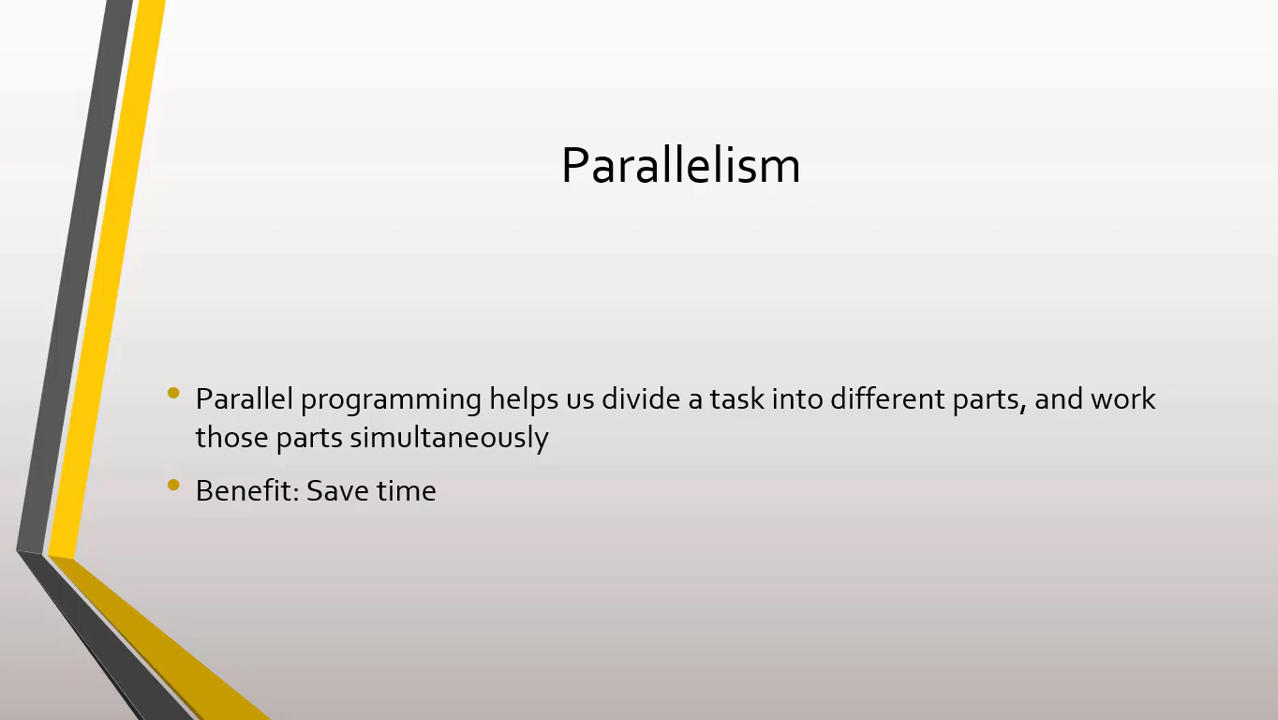 Parallelism
• Parallel programming helps us divide a task into different parts, and work
those parts simultaneously
• Benefit: Save time